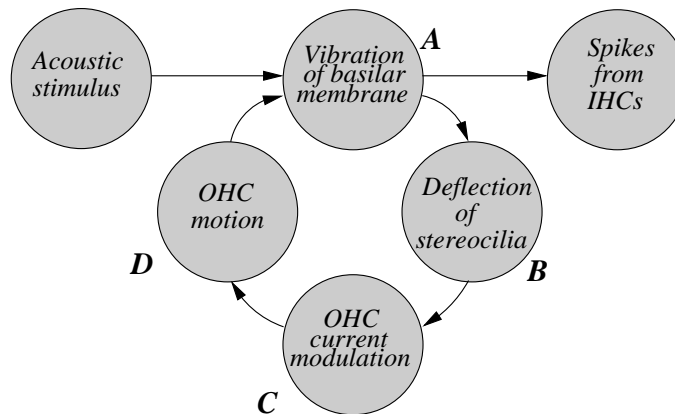 Acoustic
stimulus
Vibration
of basilar
membrane
A
Spikes
from
IHCs
OHC
motion
D
Deflection
of
stereocilia
B
OHC
current
modulation
C